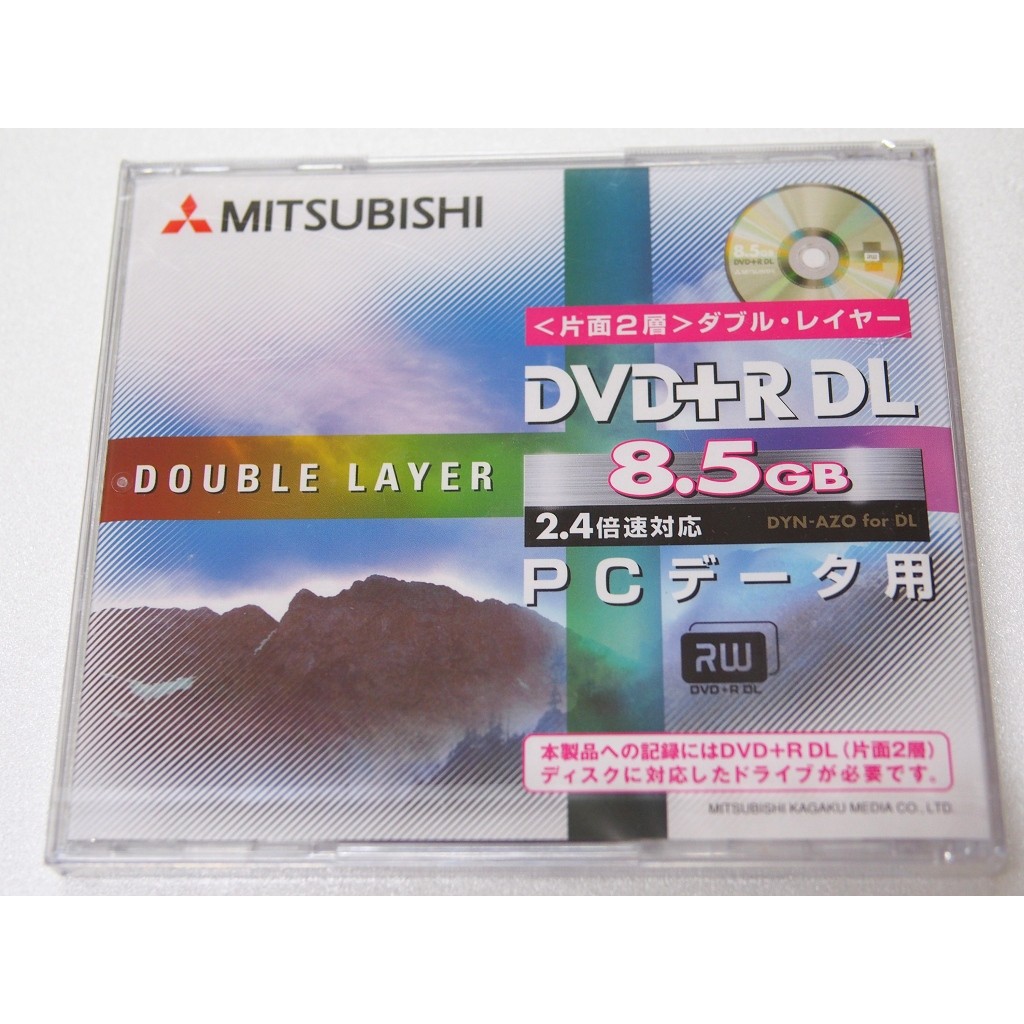 MITSUBISHI
8.5GB
DVD+R DL
<片面2層>ダブル・レイヤー
DVD+R DL
DOUBLE LAYER
8.5GB
2.4倍速対応
DYN-AZO for DL
PCデータ用
RW
DVD+R DL
本製品への記録にはDVD+R DL(片面2層)
ディスクに対応したドライブが必要です。
MITSUBISHI KAGAKU MEDIA CO., LTD.